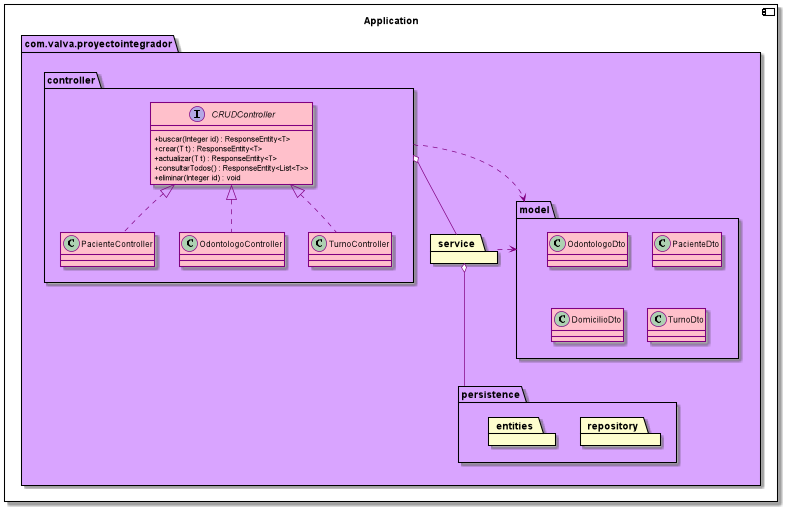 Application
com.valva.proyectointegrador
controller
I CRUDController
+buscar(Integer id) : ResponseEntity<T>
+crear(T t) : ResponseEntity<T>
+actualizar(T t) : ResponseEntity<T>
+consultarTodos() : ResponseEntity<List<T>>
+eliminar(Integer id) : void
C PacienteController
C OdontologoController
C TurnoController
service
model
C OdontologoDto
C PacienteDto
C DomicilioDto
C TurnoDto
persistence
entities
repository